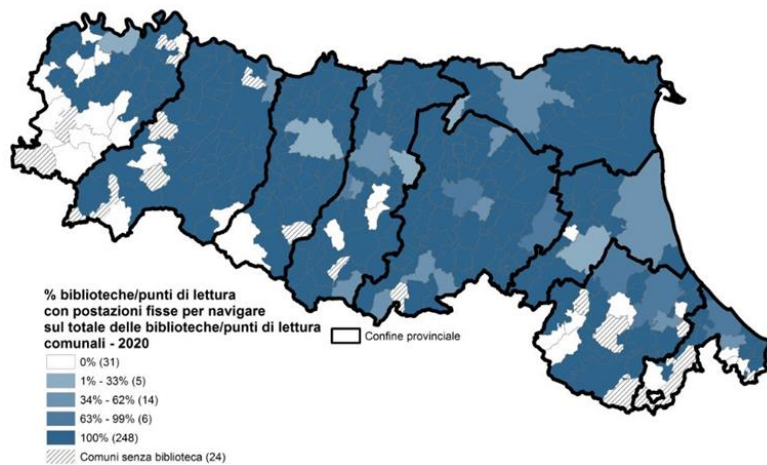 % biblioteche/punti di lettura
con postazioni fisse per navigare
sul totale delle biblioteche/punti di lettura
comunali - 2020
Confine provinciale
0% (31)
1% - 33% (5)
34% - 62% (14)
63% - 99% (6)
100% (248)
Comuni senza biblioteca (24)